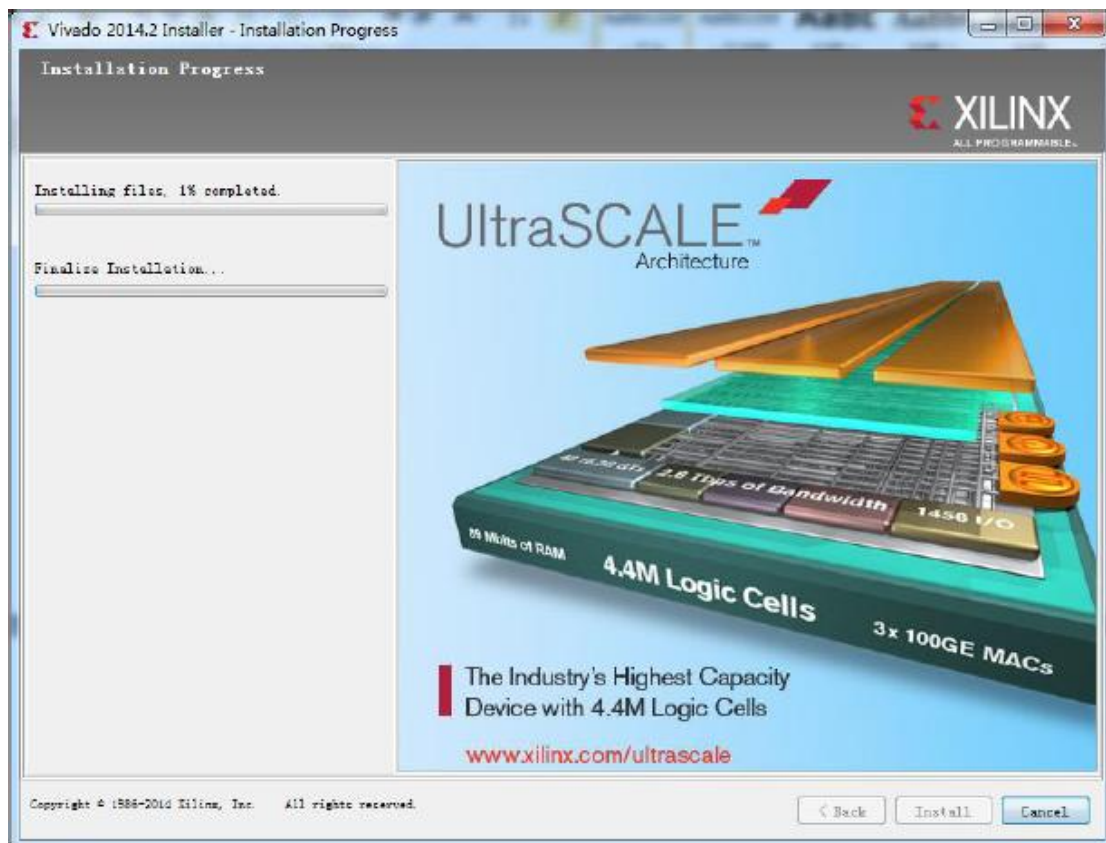 Vivado 2014.2 Installer - Installation Progress
Installation Progress
XILINX
ALL PROGRAMMABLE.
Installing files, 1% completed.
Finalize Installation...
UltraSCALE™
Architecture
2.8 Tbps of Bandwidth
1456 I/O
89 Mbits of RAM
4.4M Logic Cells
3x 100GE MACs
The Industry's Highest Capacity
Device with 4.4M Logic Cells
www.xilinx.com/ultrascale
Copyright © 1986-2014 Xilinx, Inc. All rights reserved.
< Back
Install
Cancel